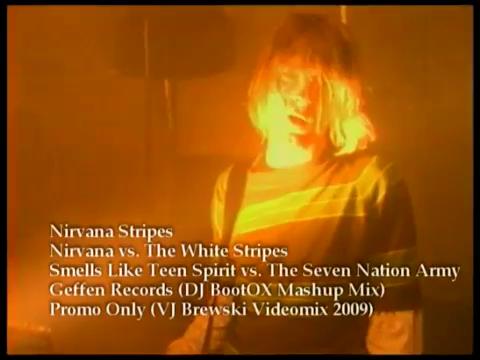 Nirvana Stripes
Nirvana vs. The White Stripes
Smells Like Teen Spirit vs. The Seven Nation Army
Geffen Records (DJ BootOX Mashup Mix)
Promo Only (VJ Brewski Videomix 2009)